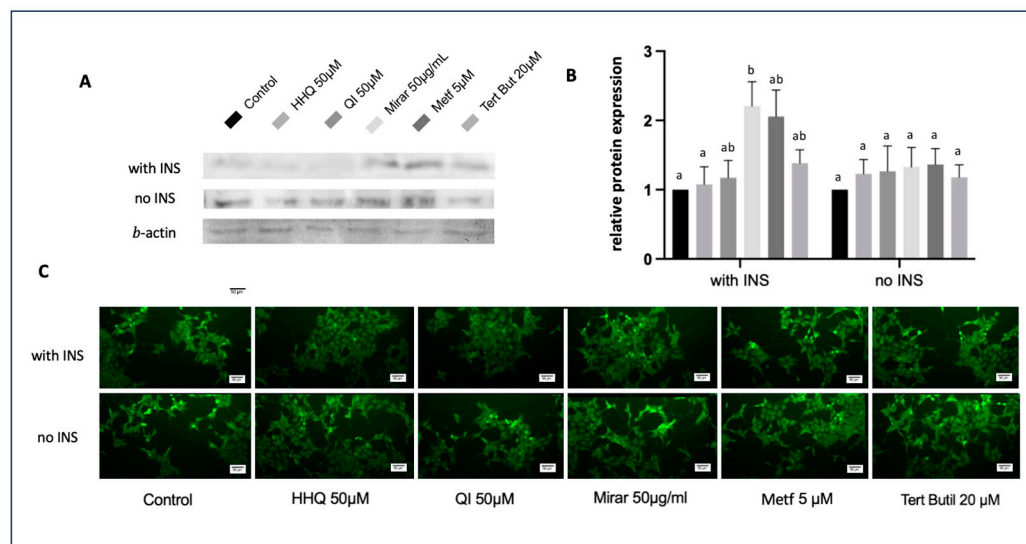 A
Control
HHQ 50µM
QI 50µM
Mirar 50µg/mL
Metf 5µM
Tert But 20µM
with INS
no INS
b-actin
B
relative protein expression
3
2
1
0
a
a
ab
b
ab
ab
a
a
a
a
a
a
with INS
no INS
C
50 µm
with INS
no INS
Control
HHQ 50µM
QI 50µM
Mirar 50µg/ml
Metf 5 µM
Tert Butil 20 µM